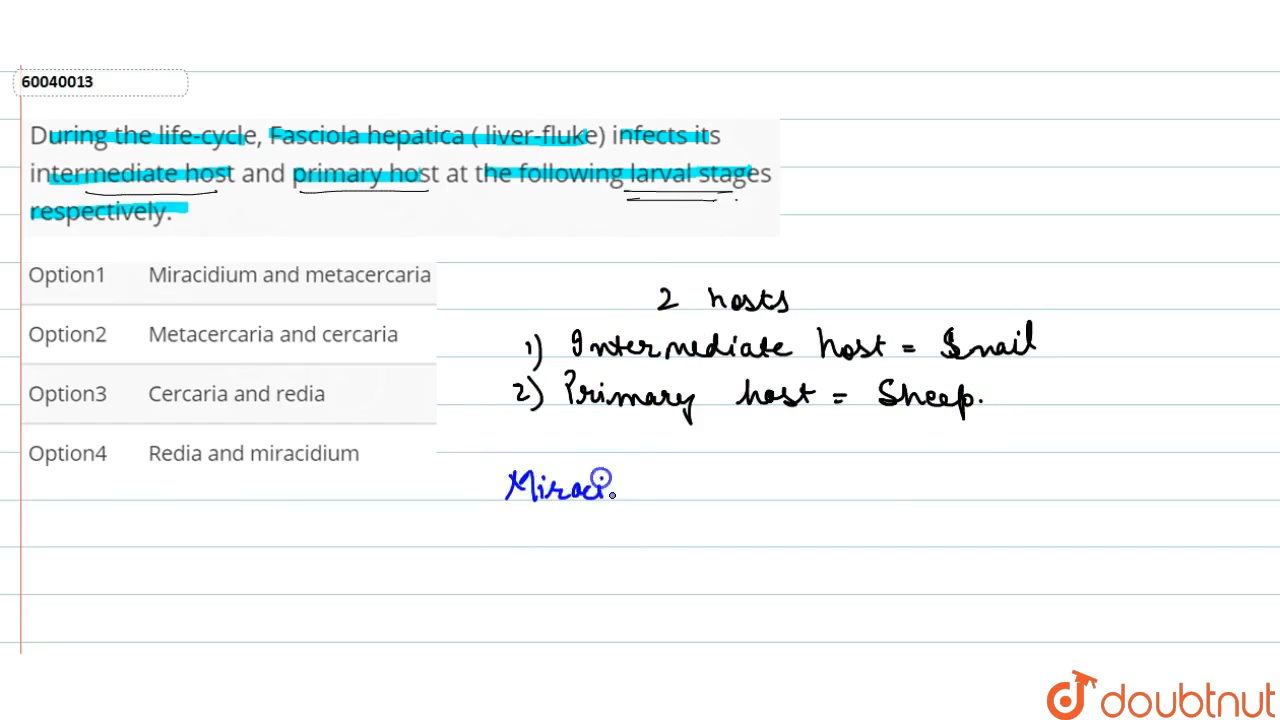 60040013
During the life-cycle, Fasciola hepatica ( liver-fluke) infects its
intermediate host and primary host at the following larval stages
respectively.
Option1 Miracidium and metacercaria
Option2 Metacercaria and cercaria
Option3 Cercaria and redia
Option4 Redia and miracidium
2 hosts
1) Intermediate host = Snail
2) Primary host = Sheep.
Miraci
doubtnut